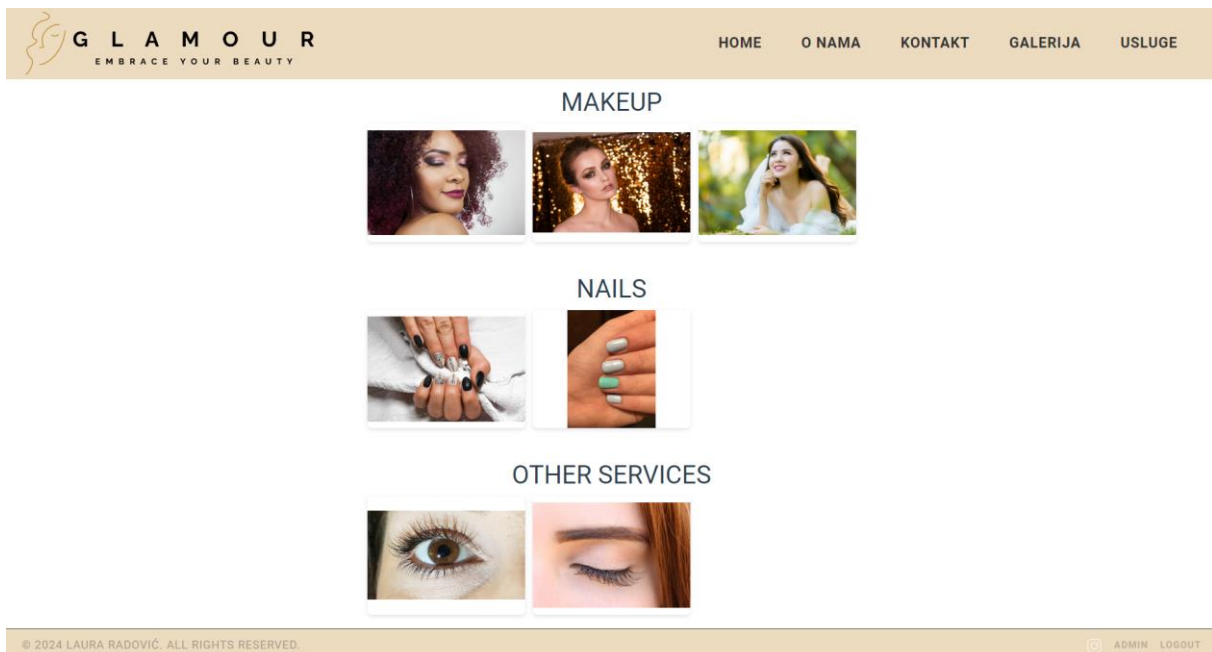 GLAMOUR
EMBRACE YOUR BEAUTY
HOME O NAMA KONTAKT GALERIJA USLUGE
MAKEUP
NAILS
OTHER SERVICES
© 2024 LAURA RADOVIĆ. ALL RIGHTS RESERVED.
ADMIN LOGOUT